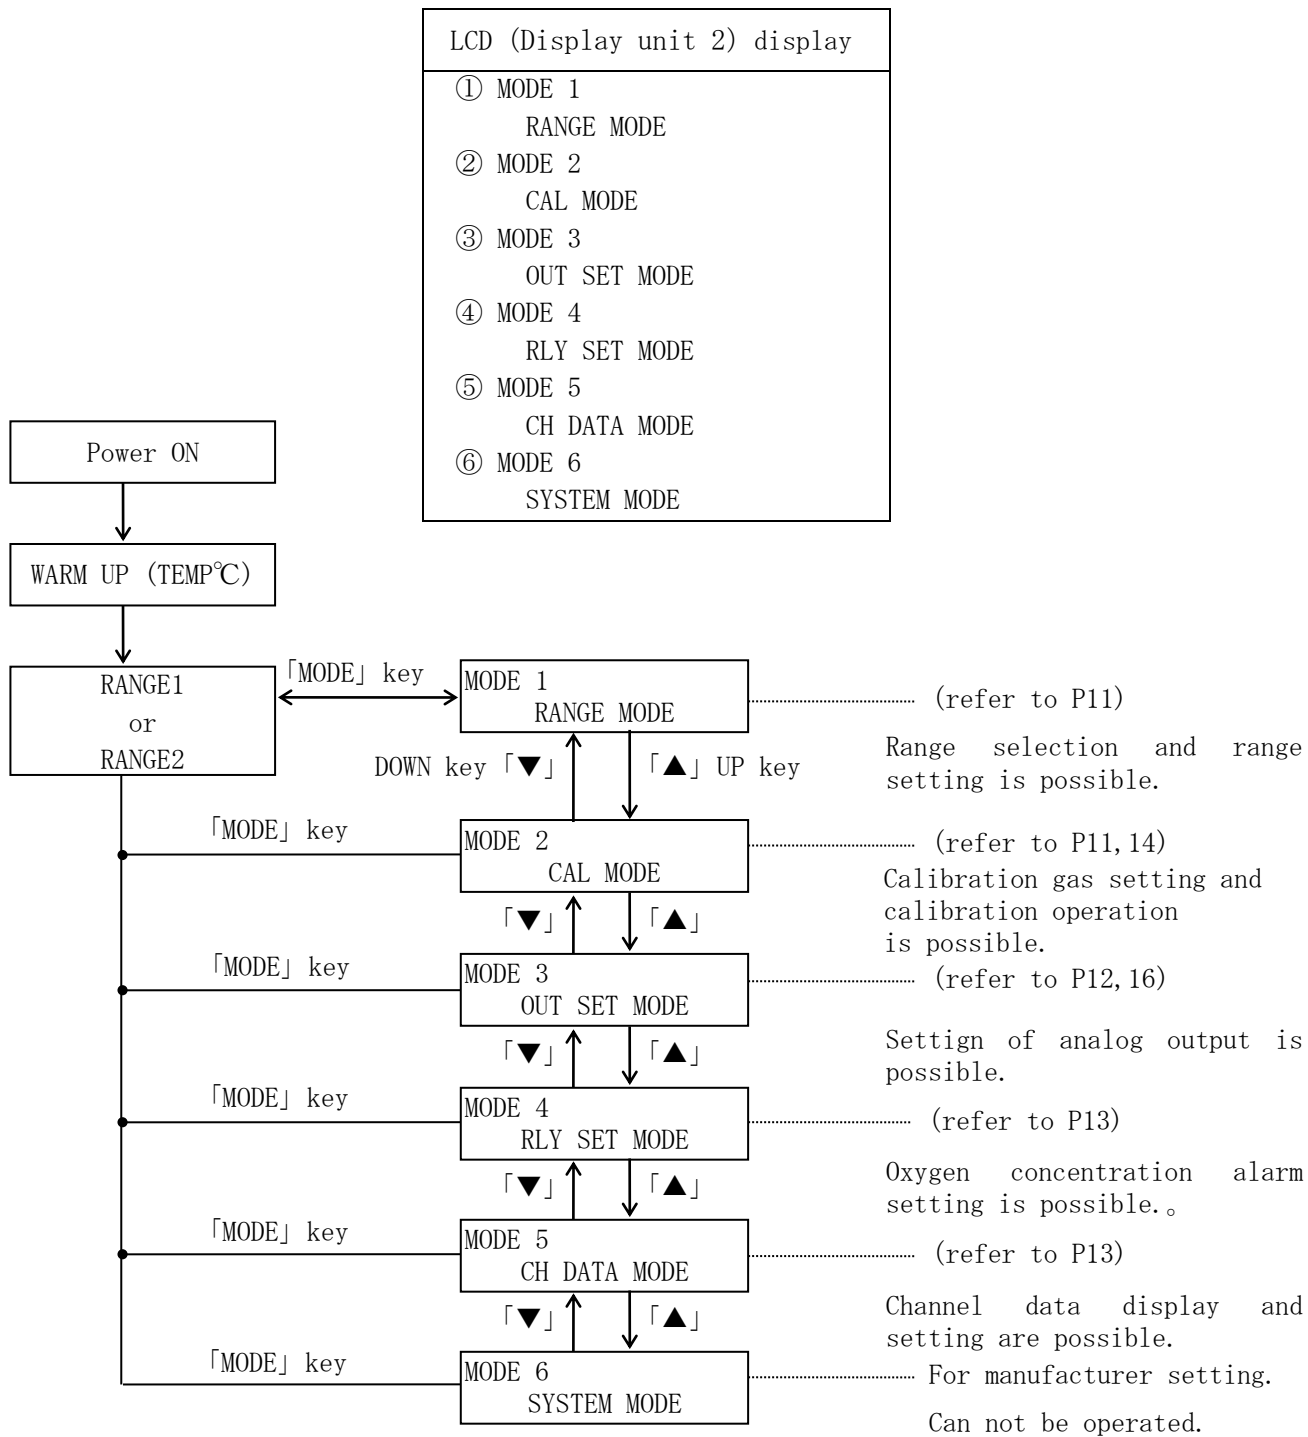 LCD (Display unit 2) display
① MODE 1
RANGE MODE
② MODE 2
CAL MODE
③ MODE 3
OUT SET MODE
④ MODE 4
RLY SET MODE
⑤ MODE 5
CH DATA MODE
⑥ MODE 6
SYSTEM MODE
Power ON
WARM UP (TEMP℃)
RANGE1
or
RANGE2
「MODE」 key
MODE 1
RANGE MODE
(refer to P11)
Range selection and range
setting is possible.
DOWN key「▼」
「▲」UP key
「MODE」 key
MODE 2
CAL MODE
(refer to P11,14)
Calibration gas setting and
calibration operation
is possible.
「▼」
「▲」
「MODE」 key
MODE 3
OUT SET MODE
(refer to P12,16)
Settign of analog output is
possible.
「▼」
「▲」
「MODE」 key
MODE 4
RLY SET MODE
(refer to P13)
Oxygen concentration alarm
setting is possible.。
「▼」
「▲」
「MODE」 key
MODE 5
CH DATA MODE
(refer to P13)
Channel data display and
setting are possible.
「▼」
「▲」
「MODE」 key
MODE 6
SYSTEM MODE
For manufacturer setting.
Can not be operated.